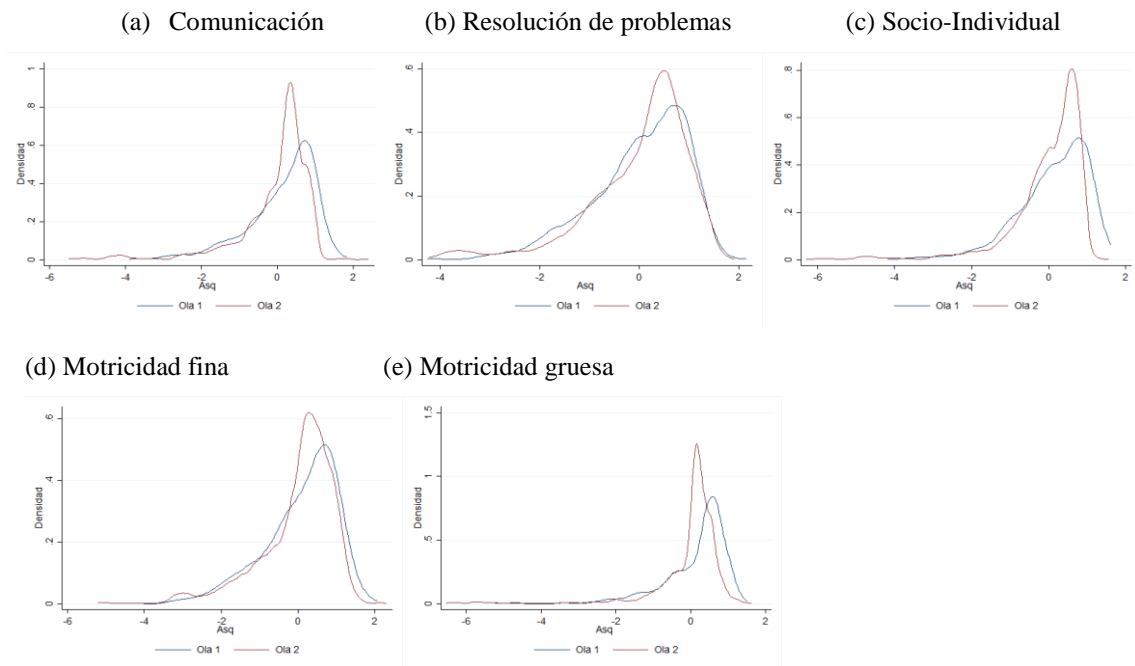 (a) Comunicación
(b) Resolución de problemas
(c) Socio-Individual
Densidad
0 .2 .4 .6 .8 1
-6 -4 -2 0 2
Asq
Ola 1 Ola 2
Densidad
0 .2 .4 .6
-4 -2 0 2
Asq
Ola 1 Ola 2
Densidad
0 .2 .4 .6 .8
-6 -4 -2 0 2
Asq
Ola 1 Ola 2
(d) Motricidad fina
(e) Motricidad gruesa
Densidad
0 .2 .4 .6
-6 -4 -2 0 2
Asq
Ola 1 Ola 2
Densidad
0 .5 1 1.5
-6 -4 -2 0 2
Asq
Ola 1 Ola 2